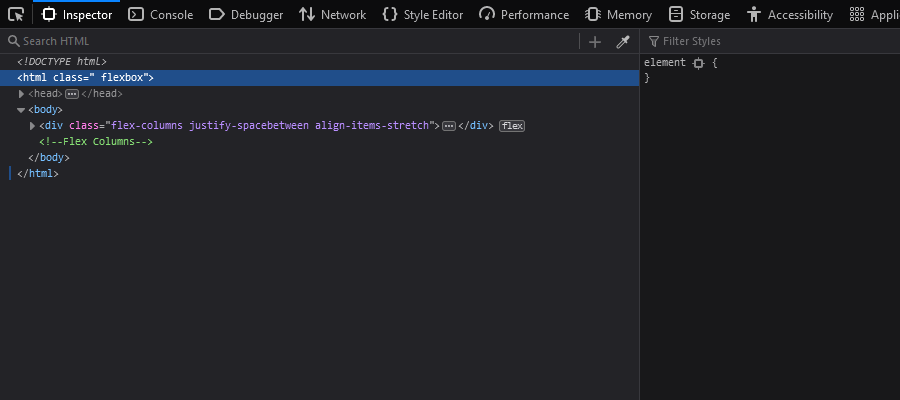 Inspector Console Debugger Network Style Editor Performance Memory Storage Accessibility Appli
Search HTML Filter Styles
<!DOCTYPE html>
<html class=" flexbox">
<head>•••</head>
<body>
<div class="flex-columns justify-spacebetween align-items-stretch">•••</div> flex
<!--Flex Columns-->
</body>
</html>
element {
}